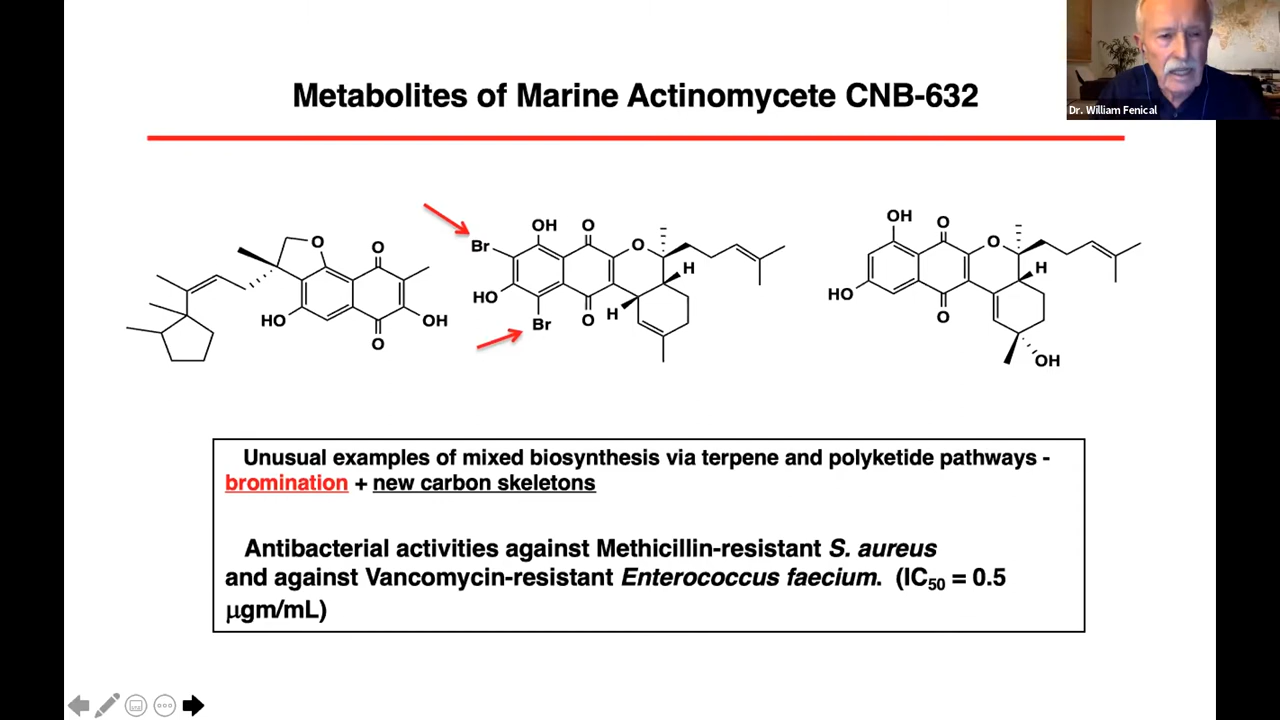 Dr. William Fenical
Metabolites of Marine Actinomycete CNB-632
O
HO
O
O
OH
Br
OH
O
O
HO
Br
O
H
H
OH
O
O
HO
O
H
OH
Unusual examples of mixed biosynthesis via terpene and polyketide pathways -
bromination + new carbon skeletons
Antibacterial activities against Methicillin-resistant S. aureus
and against Vancomycin-resistant Enterococcus faecium. (IC50 = 0.5
μgm/mL)